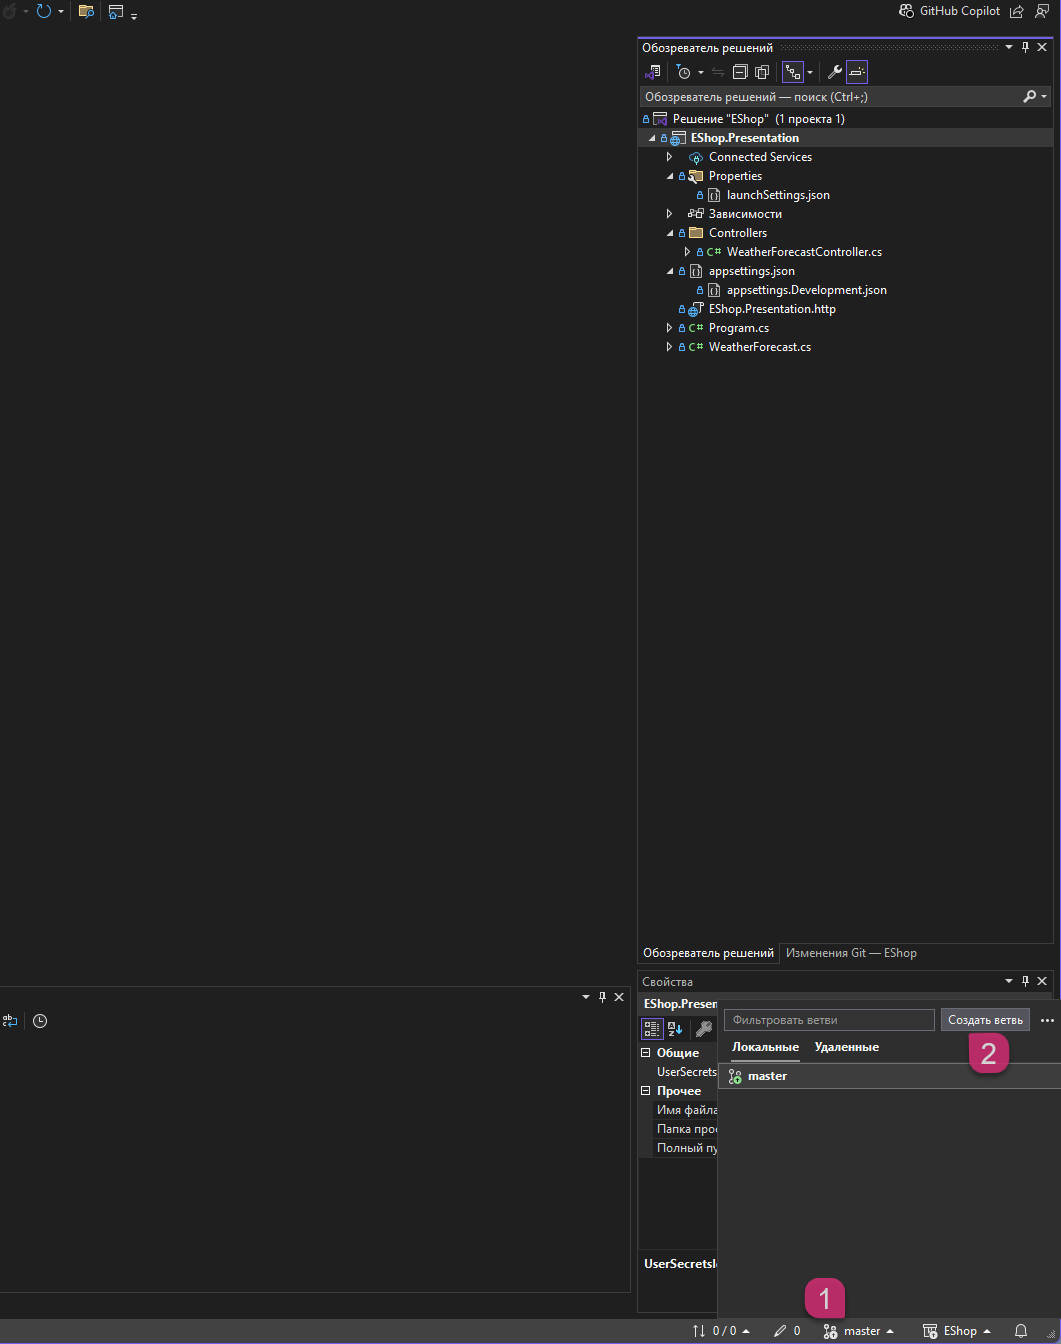 GitHub Copilot
Обозреватель решений
Обозреватель решений — поиск (Ctrl+;)
Решение "EShop" (1 проекта 1)
EShop.Presentation
Connected Services
Properties
launchSettings.json
Зависимости
Controllers
C# WeatherForecastController.cs
appsettings.json
appsettings.Development.json
EShop.Presentation.http
C# Program.cs
C# WeatherForecast.cs
Обозреватель решений Изменения Git — EShop
Свойства
EShop.Presen
Фильтровать ветви Создать ветвь
2
Локальные Удаленные
master
Общие
UserSecrets
Прочее
Имя файла
Папка прое
Полный пу
UserSecretsId
1
0 / 0 0 master EShop